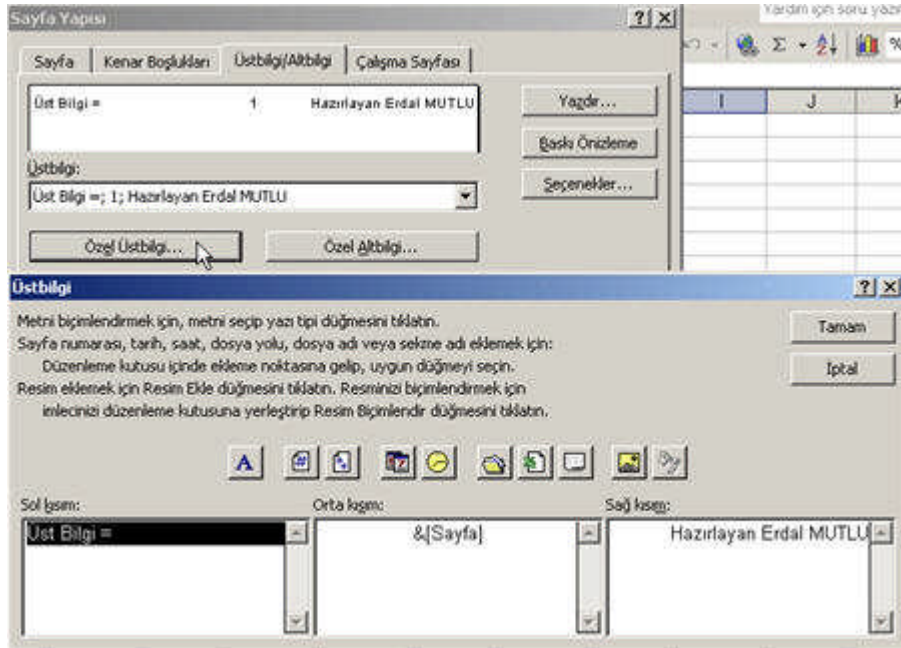 Sayfa Yapısı
Yardım için soru yazın
Sayfa
Kenar Boşlukları
Üstbilgi/Altbilgi
Çalışma Sayfası
Üst Bilgi =
1
Hazırlayan Erdal MUTLU
Yazdır...
Baskı Önizleme
Seçenekler...
I
J
Üstbilgi:
Üst Bilgi =; 1; Hazırlayan Erdal MUTLU
Özel Üstbilgi...
Özel Altbilgi...
Üstbilgi
Metni biçimlendirmek için, metni seçip yazı tipi düğmesini tıklatın.
Sayfa numarası, tarih, saat, dosya yolu, dosya adı veya sekme adı eklemek için:
Düzenleme kutusu içinde ekleme noktasına gelip, uygun düğmeyi seçin.
Resim eklemek için Resim Ekle düğmesini tıklatın. Resminizi biçimlendirmek için
imlecinizi düzenleme kutusuna yerleştirip Resim Biçimlendir düğmesini tıklatın.
Tamam
İptal
A
Sol kısım:
Orta kısım:
Sağ kısım:
Üst Bilgi =
&[Sayfa]
Hazırlayan Erdal MUTLU